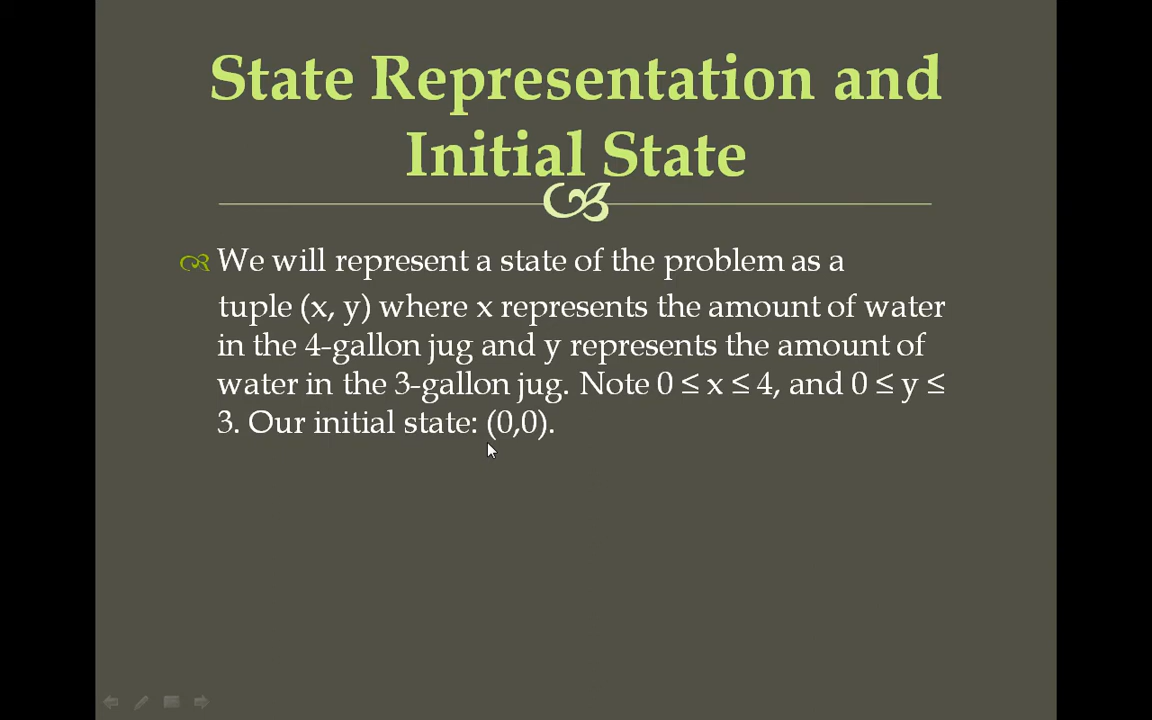 State Representation and
Initial State
We will represent a state of the problem as a
tuple (x, y) where x represents the amount of water
in the 4-gallon jug and y represents the amount of
water in the 3-gallon jug. Note 0 ≤ x ≤ 4, and 0 ≤ y ≤
3. Our initial state: (0,0).